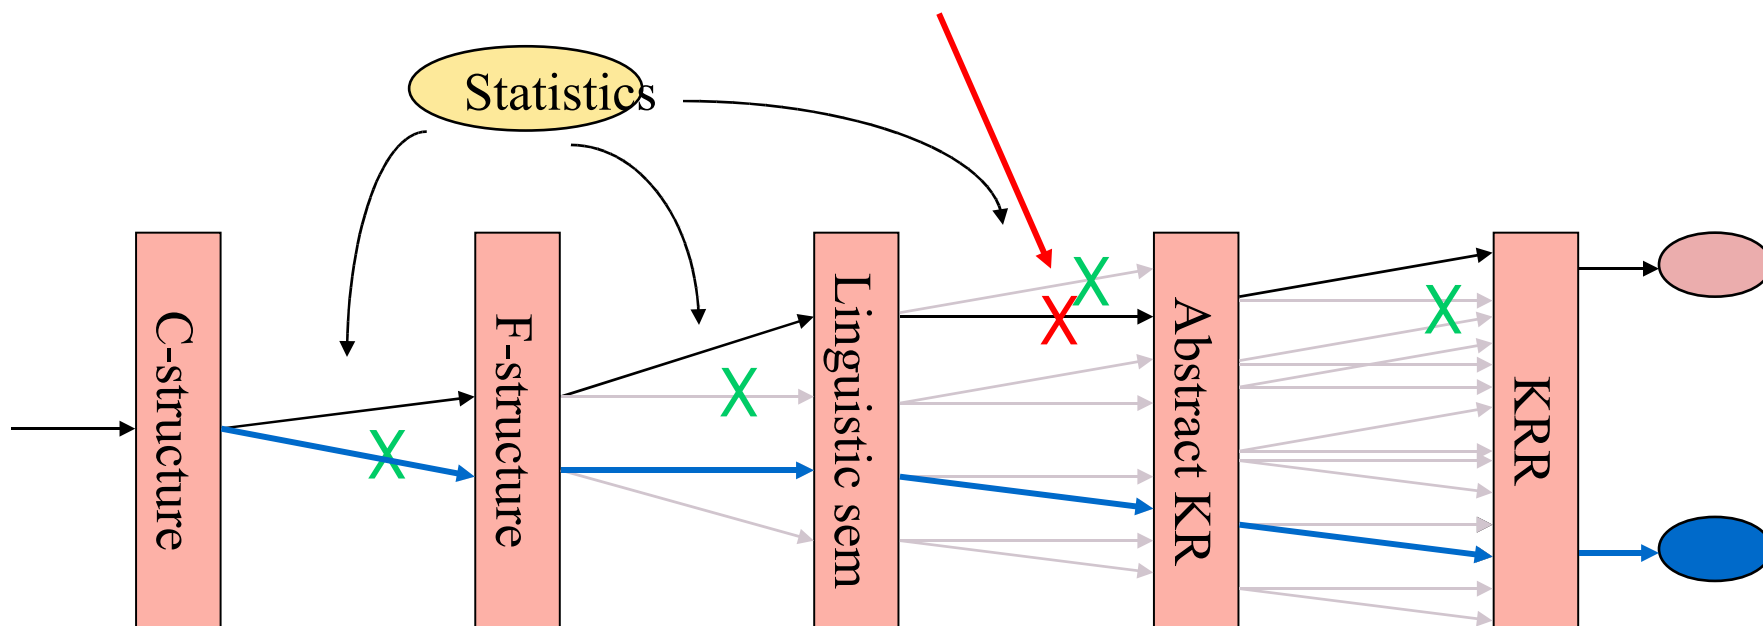 Statistics
C-structure
F-structure
Linguistic sem
Abstract KR
KRR
X
X
X
X
X